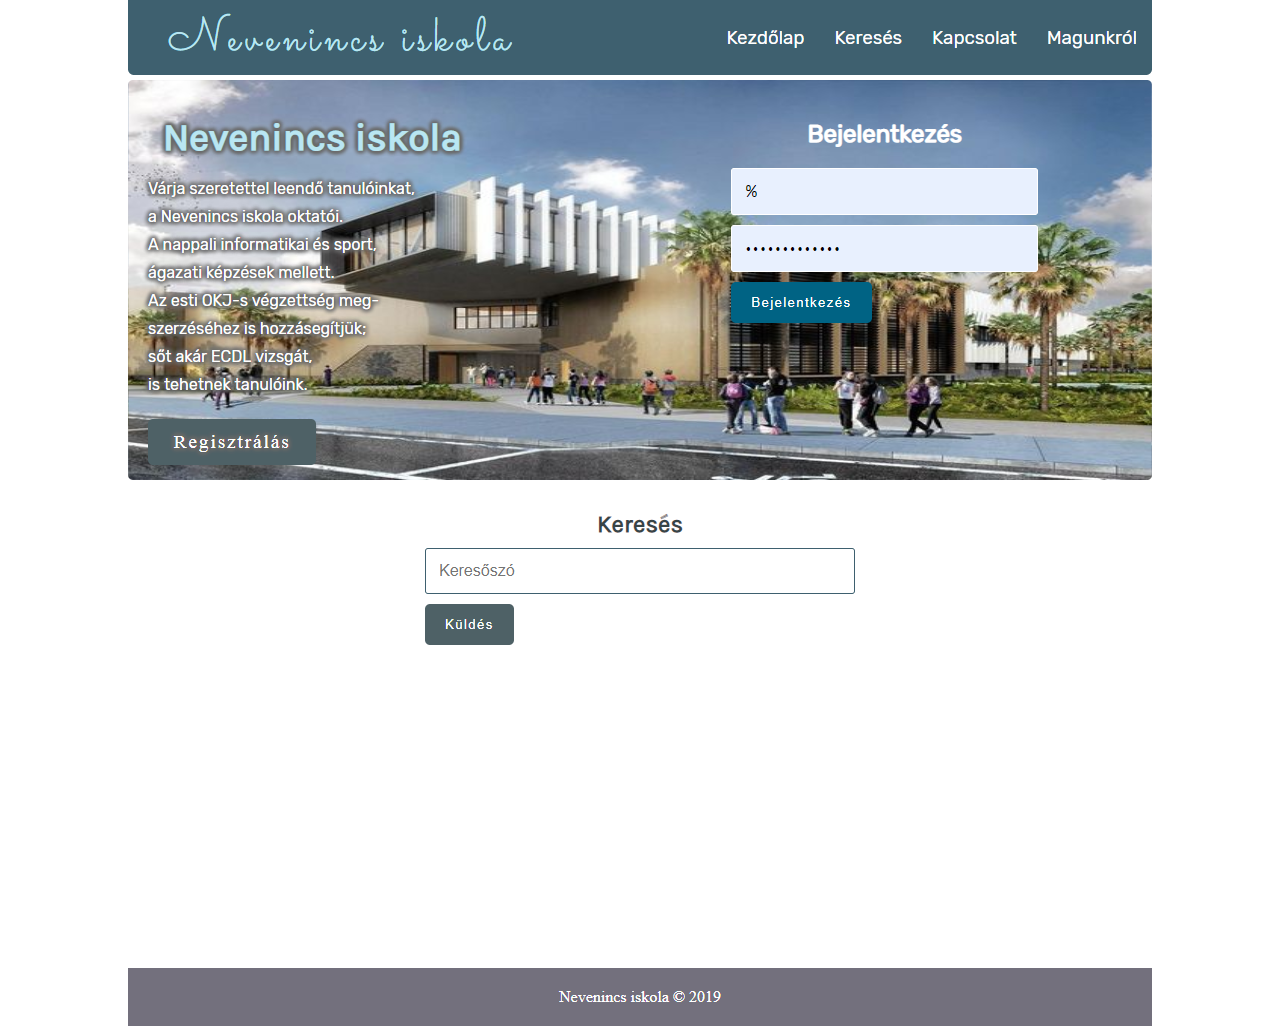 Nevenincs iskola
Kezdőlap Keresés Kapcsolat Magunkról
Nevenincs iskola
Várja szeretettel leendő tanulóinkat,
a Nevenincs iskola oktatói.
A nappali informatikai és sport,
ágazati képzések mellett.
Az esti OKJ-s végzettség meg-
szerzéséhez is hozzásegítjük;
sőt akár ECDL vizsgát,
is tehetnek tanulóink.
Regisztrálás
Bejelentkezés
%
•••••••••••••
Bejelentkezés
Keresés
Keresőszó
Küldés
Nevenincs iskola © 2019